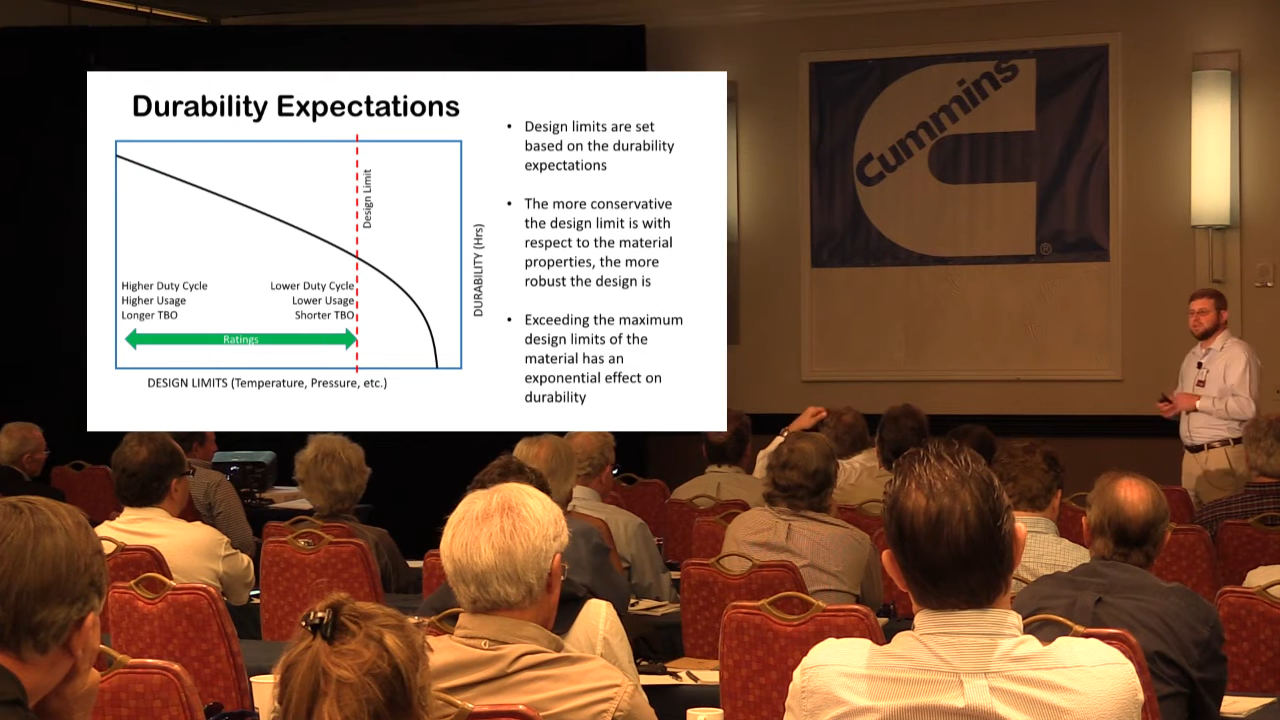 Durability Expectations
Design Limit
Higher Duty Cycle
Higher Usage
Longer TBO
Lower Duty Cycle
Lower Usage
Shorter TBO
Ratings
DESIGN LIMITS (Temperature, Pressure, etc.)
DURABILITY (Hrs)
• Design limits are set
based on the durability
expectations
• The more conservative
the design limit is with
respect to the material
properties, the more
robust the design is
• Exceeding the maximum
design limits of the
material has an
exponential effect on
durability
Cummins
®